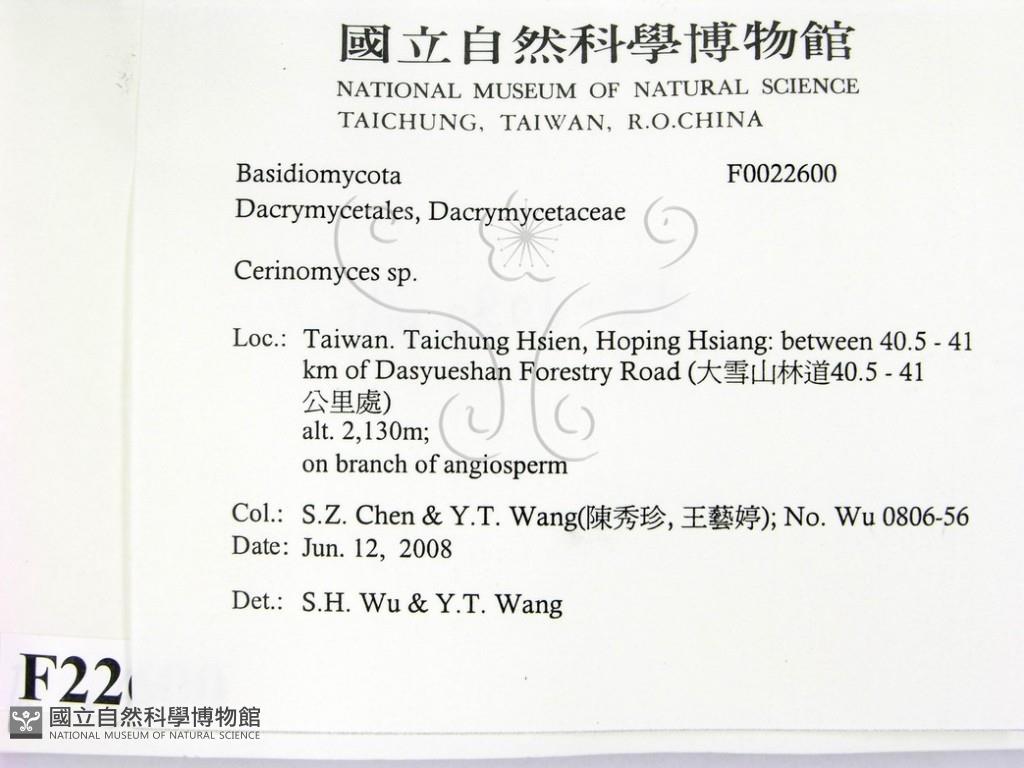 國立自然科學博物館
NATIONAL MUSEUM OF NATURAL SCIENCE
TAICHUNG, TAIWAN, R.O.CHINA
Basidiomycota F0022600
Dacrymycetales, Dacrymycetaceae
Cerinomyces sp.
Loc.: Taiwan. Taichung Hsien, Hoping Hsiang: between 40.5 - 41
km of Dasyueshan Forestry Road (大雪山林道40.5 - 41
公里處)
alt. 2,130m;
on branch of angiosperm
Col.: S.Z. Chen & Y.T. Wang(陳秀珍, 王藝婷); No. Wu 0806-56
Date: Jun. 12, 2008
Det.: S.H. Wu & Y.T. Wang
F22
國立自然科學博物館
NATIONAL MUSEUM OF NATURAL SCIENCE